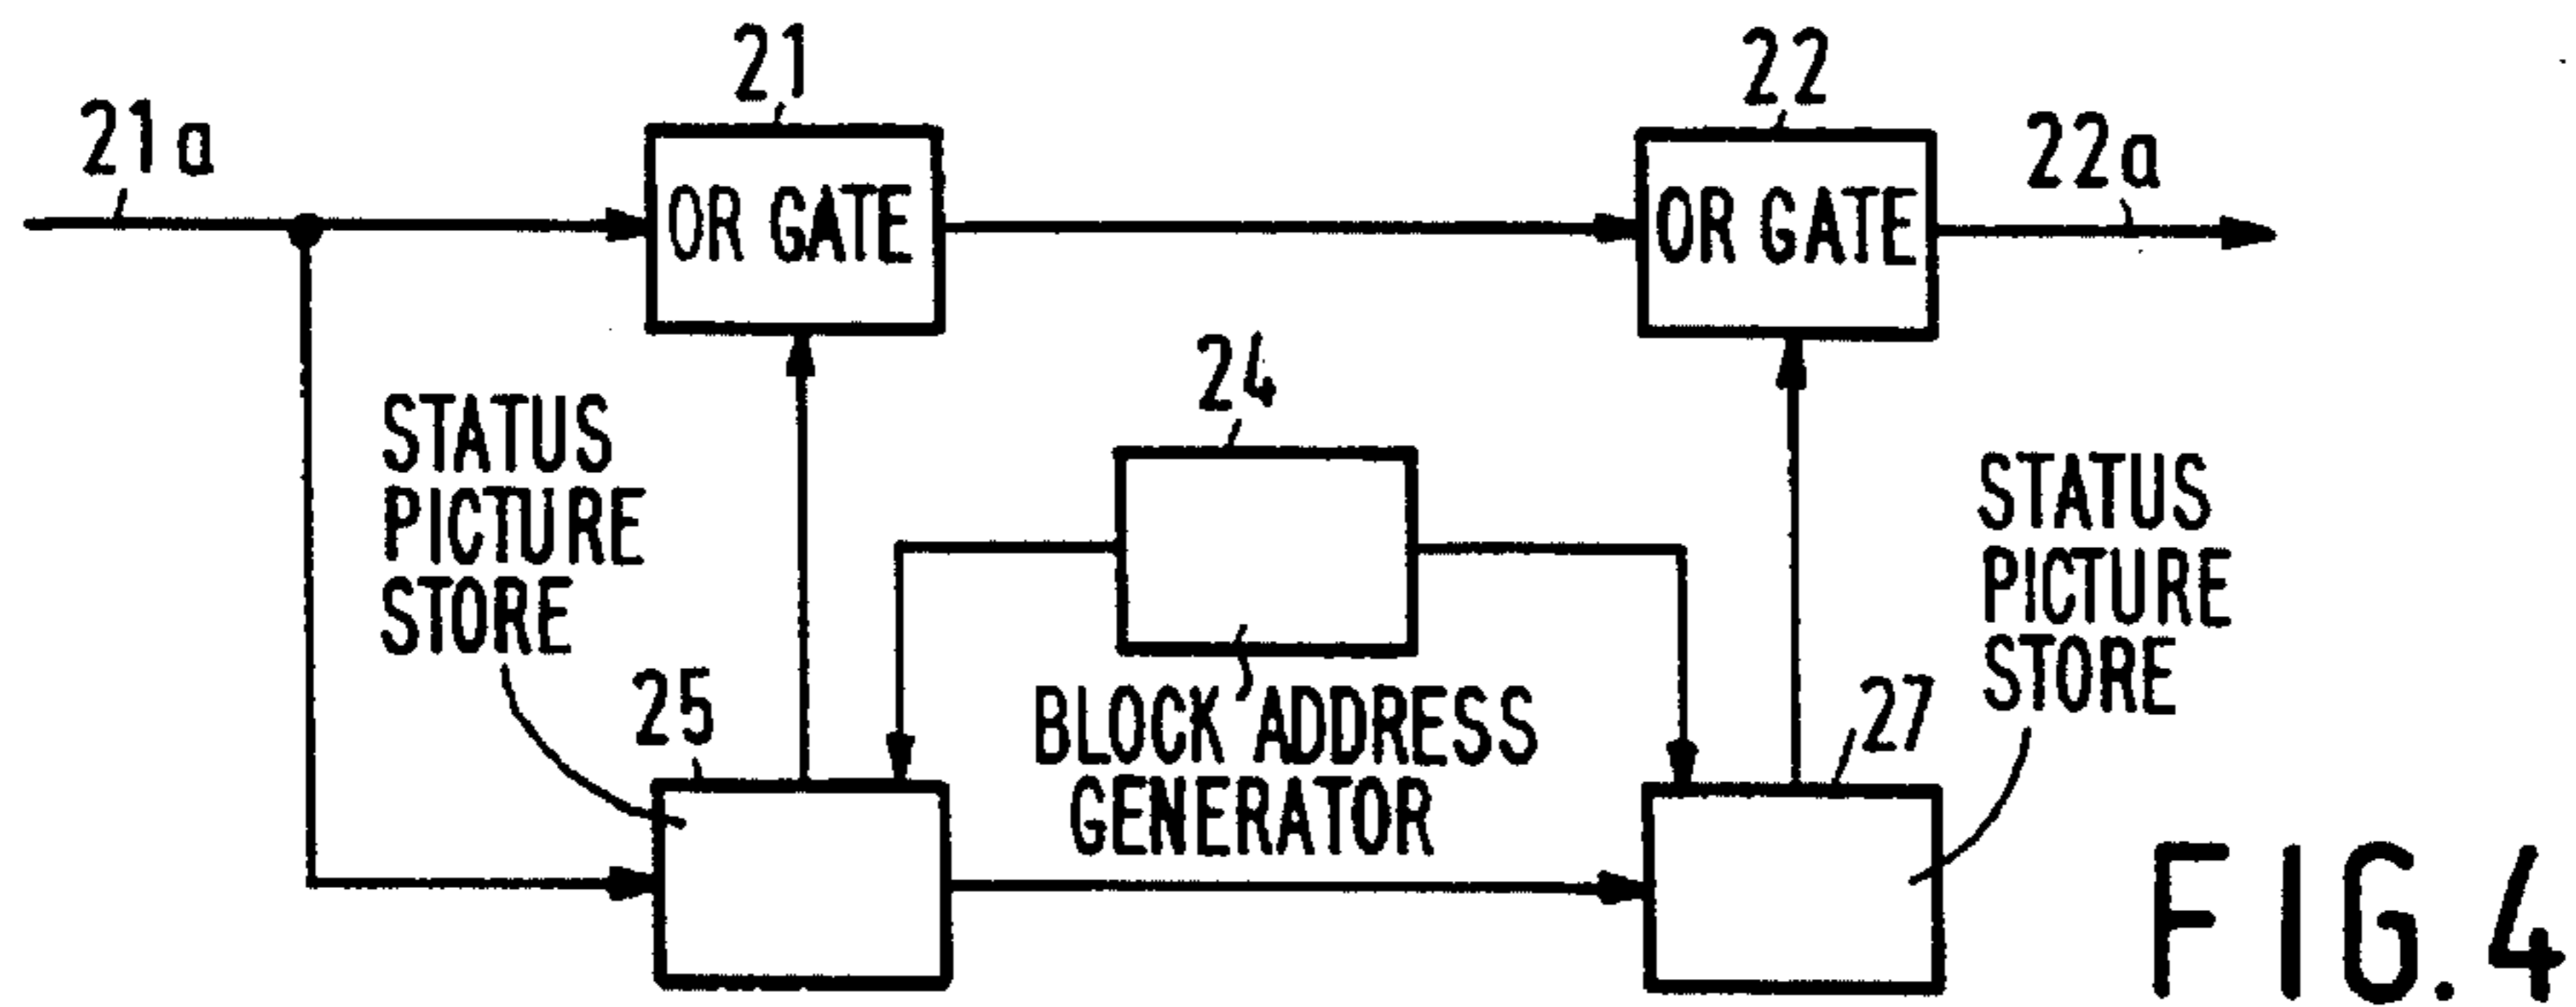 21
22
21a
22a
OR GATE
OR GATE
24
STATUS
PICTURE
STORE
STATUS
PICTURE
STORE
25
27
BLOCK ADDRESS
GENERATOR
FIG.4